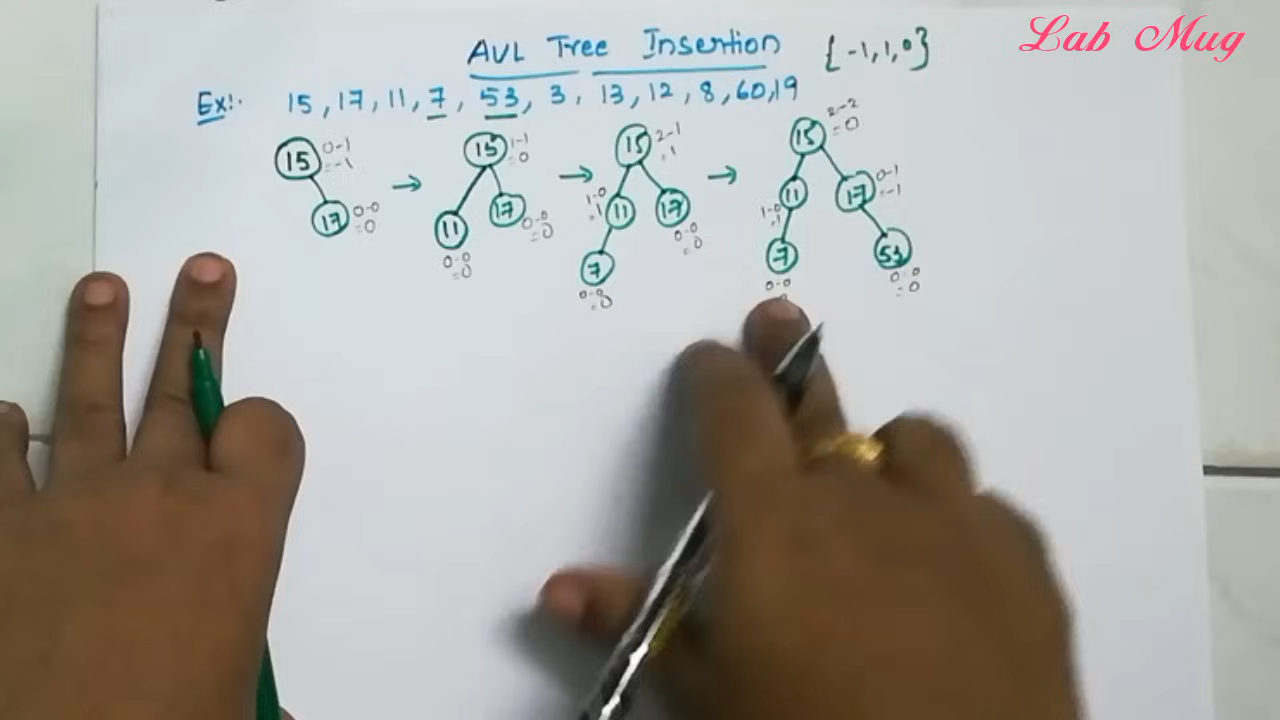 AVL Tree Insertion {-1,1,0}
Lab Mug
Ex:- 15, 17, 11, 7, 53, 3, 13, 12, 8, 60, 19
15 0-1 =-1
17 0-0 =0
→
15 1-1 =0
11 0-0 =0
17 0-0 =0
→
15 2-1 =1
11 1-0 =1
17 0-0 =0
7 0-0 =0
→
15 2-2 =0
11 1-0 =1
17 0-1 =-1
7 0-0
53 0-0 =0